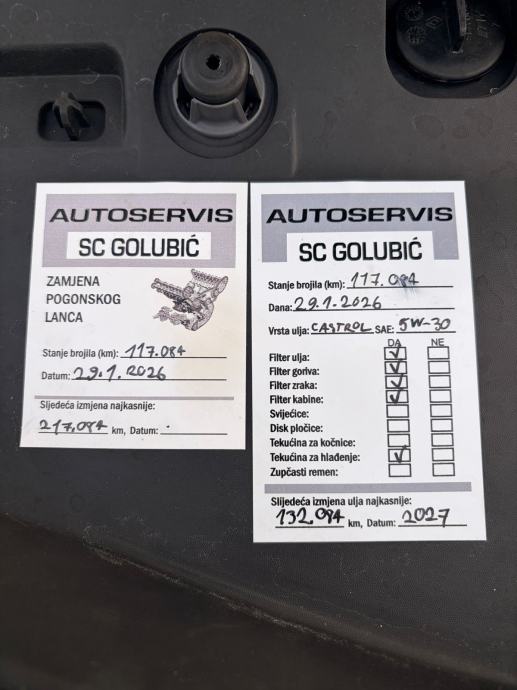 AUTOSERVIS
SC GOLUBIĆ
ZAMJENA
POGONSKOG
LANCA
Stanje brojila (km): 117.084
Datum: 29.1.2026
Sljedeća izmjena najkasnije:
217,084 km, Datum: .
AUTOSERVIS
SC GOLUBIĆ
Stanje brojila (km): 117.084
Dana: 29.1.2026
Vrsta ulja: CASTROL SAE: 5W-30
DA NE
Filter ulja:
Filter goriva:
Filter zraka:
Filter kabine:
Svijećice:
Disk pločice:
Tekućina za kočnice:
Tekućina za hlađenje:
Zupčasti remen:
Slijedeća izmjena ulja najkasnije:
132.084 km, Datum: 2027